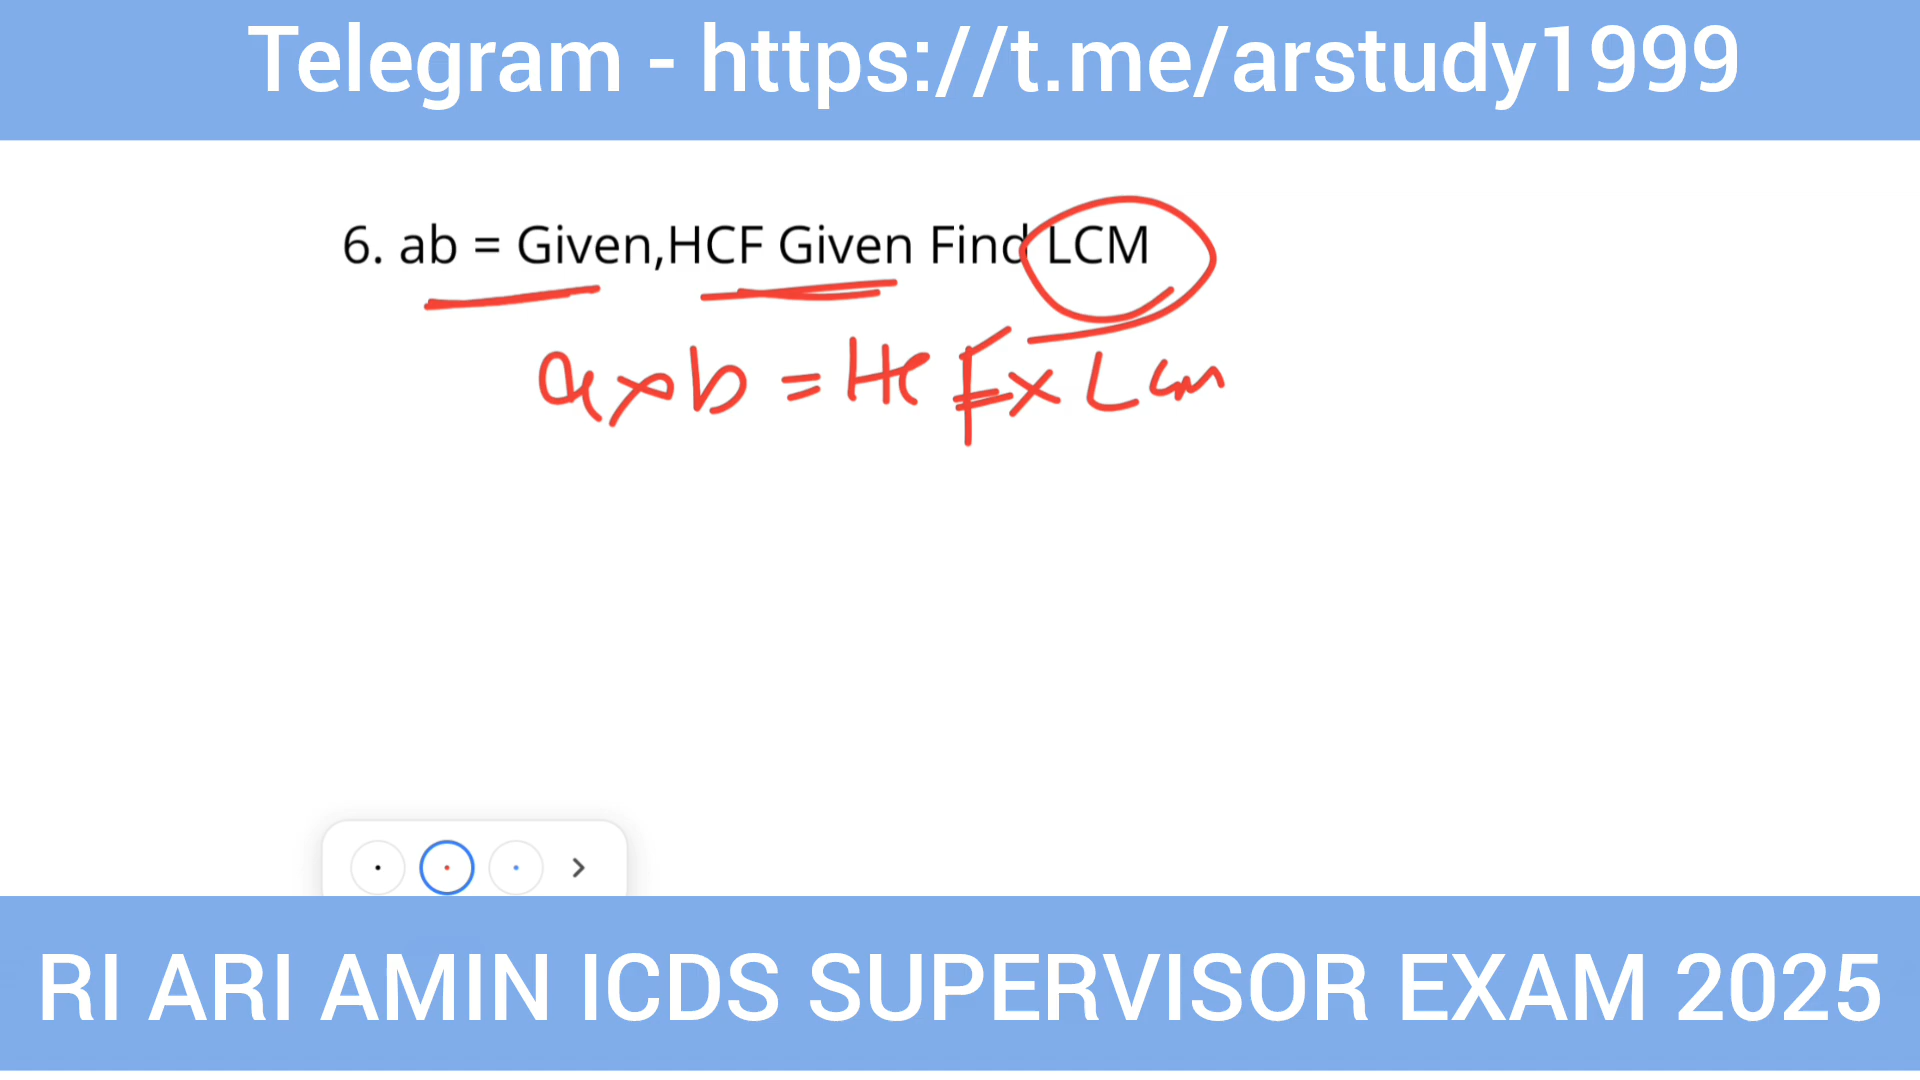 Telegram - https://t.me/arstudy1999
6. ab = Given,HCF Given Find LCM
a×b = HCF×Lcm
RI ARI AMIN ICDS SUPERVISOR EXAM 2025